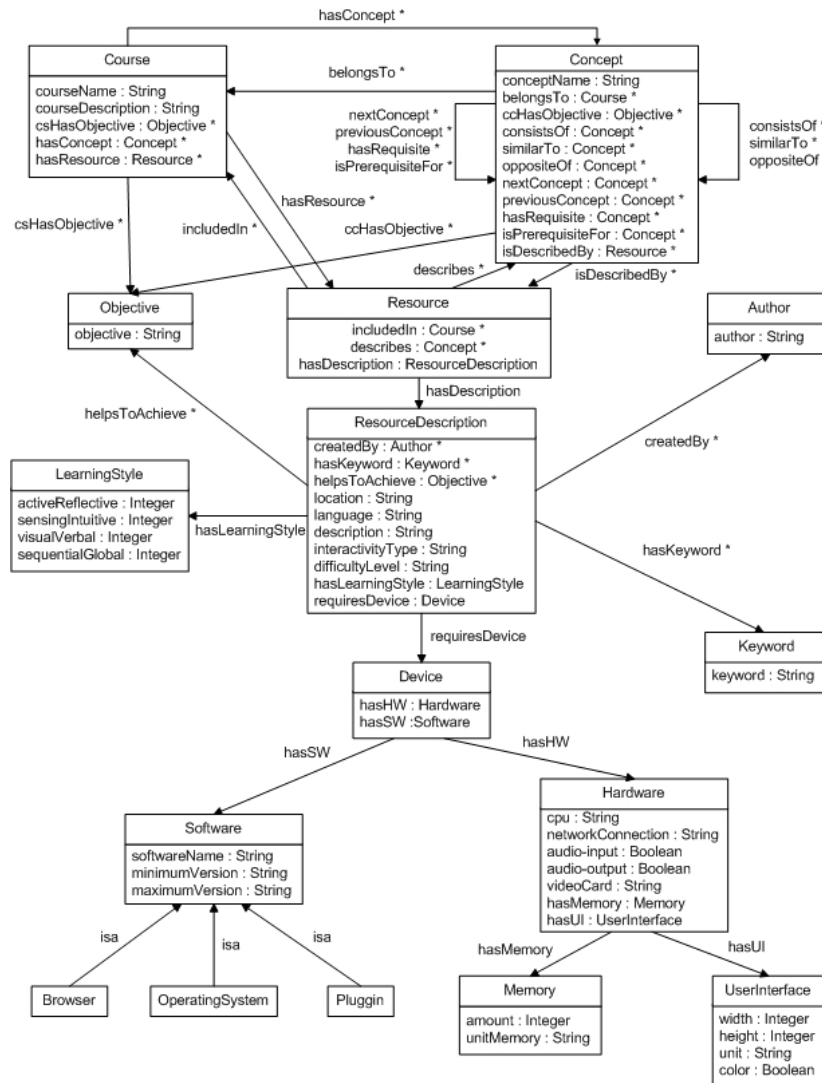 hasConcept *
Course
courseName : String
courseDescription : String
csHasObjective : Objective *
hasConcept : Concept *
hasResource : Resource *
belongsTo *
Concept
conceptName : String
belongsTo : Course *
ccHasObjective : Objective *
consistsOf : Concept *
similarTo : Concept *
oppositeOf : Concept *
nextConcept : Concept *
previousConcept : Concept *
hasRequisite : Concept *
isPrerequisiteFor : Concept *
isDescribedBy : Resource *
nextConcept *
previousConcept *
hasRequisite *
isPrerequisiteFor *
consistsOf *
similarTo *
oppositeOf *
csHasObjective *
includedIn *
hasResource *
ccHasObjective *
describes *
isDescribedBy *
Objective
objective : String
Resource
includedIn : Course *
describes : Concept *
hasDescription : ResourceDescription
Author
author : String
hasDescription
helpsToAchieve *
ResourceDescription
createdBy : Author *
hasKeyword : Keyword *
helpsToAchieve : Objective *
location : String
language : String
description : String
interactivityType : String
difficultyLevel : String
hasLearningStyle : LearningStyle
requiresDevice : Device
createdBy *
LearningStyle
activeReflective : Integer
sensingIntuitive : Integer
visualVerbal : Integer
sequentialGlobal : Integer
hasLearningStyle
hasKeyword *
Keyword
keyword : String
requiresDevice
Device
hasHW : Hardware
hasSW :Software
hasSW
hasHW
Software
softwareName : String
minimumVersion : String
maximumVersion : String
Hardware
cpu : String
networkConnection : String
audio-input : Boolean
audio-output : Boolean
videoCard : String
hasMemory : Memory
hasUI : UserInterface
isa
isa
isa
Browser
OperatingSystem
Pluggin
hasMemory
hasUI
Memory
amount : Integer
unitMemory : String
UserInterface
width : Integer
height : Integer
unit : String
color : Boolean